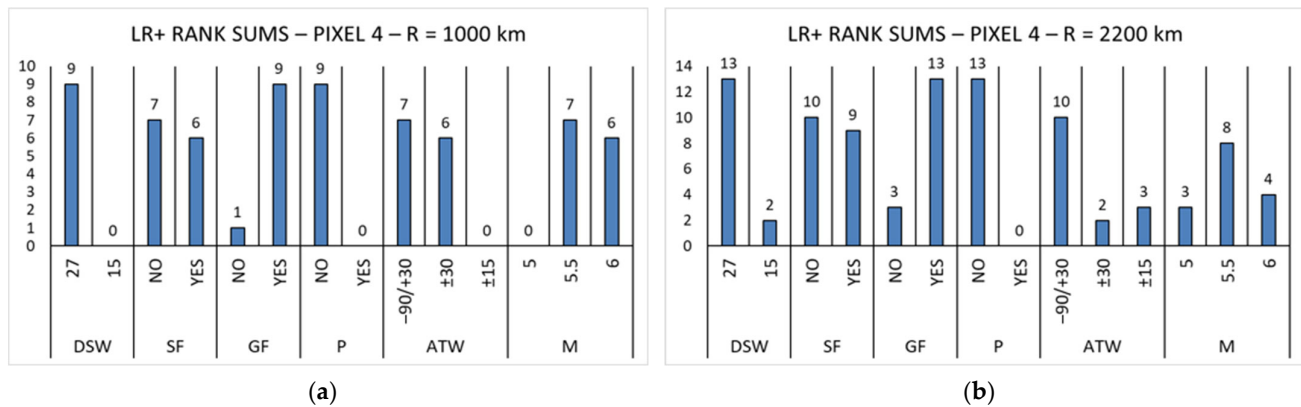 LR+ RANK SUMS – PIXEL 4 – R = 1000 km
10
9
8
7
6
5
4
3
2
1
0
9 0 7 6 1 9 9 0 7 6 0 0 7 6
27 15 NO YES NO YES NO YES −90/+30 ±30 ±15 5 5.5 6
DSW SF GF P ATW M
(a)
LR+ RANK SUMS – PIXEL 4 – R = 2200 km
14
12
10
8
6
4
2
0
13 2 10 9 3 13 13 0 10 2 3 3 8 4
27 15 NO YES NO YES NO YES −90/+30 ±30 ±15 5 5.5 6
DSW SF GF P ATW M
(b)